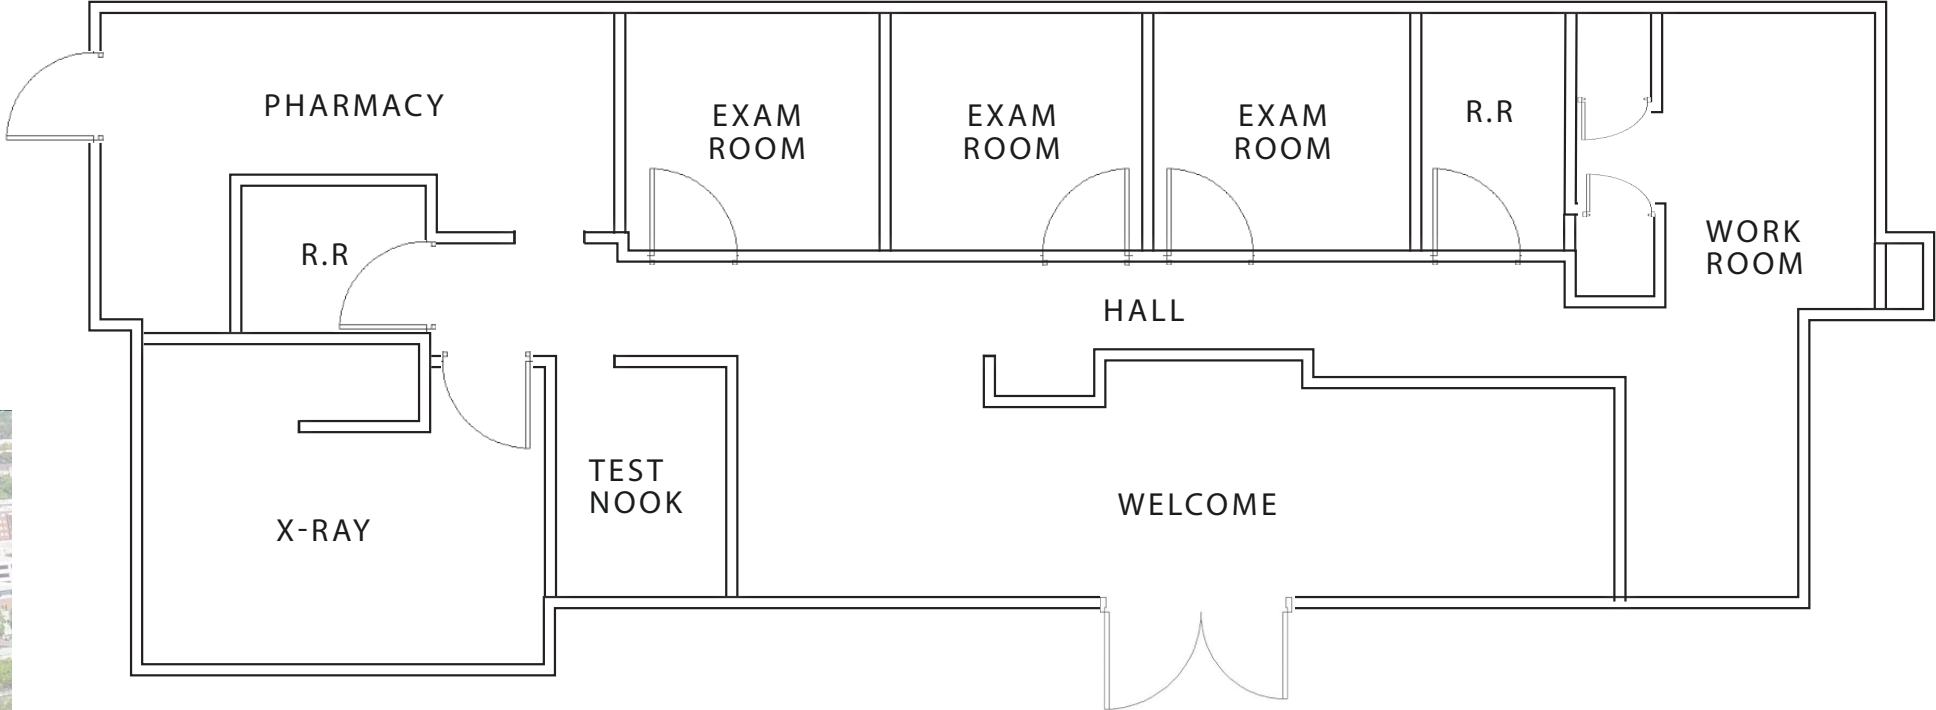 PHARMACY
EXAM
ROOM
EXAM
ROOM
EXAM
ROOM
R.R
R.R
WORK
ROOM
HALL
TEST
NOOK
X-RAY
WELCOME